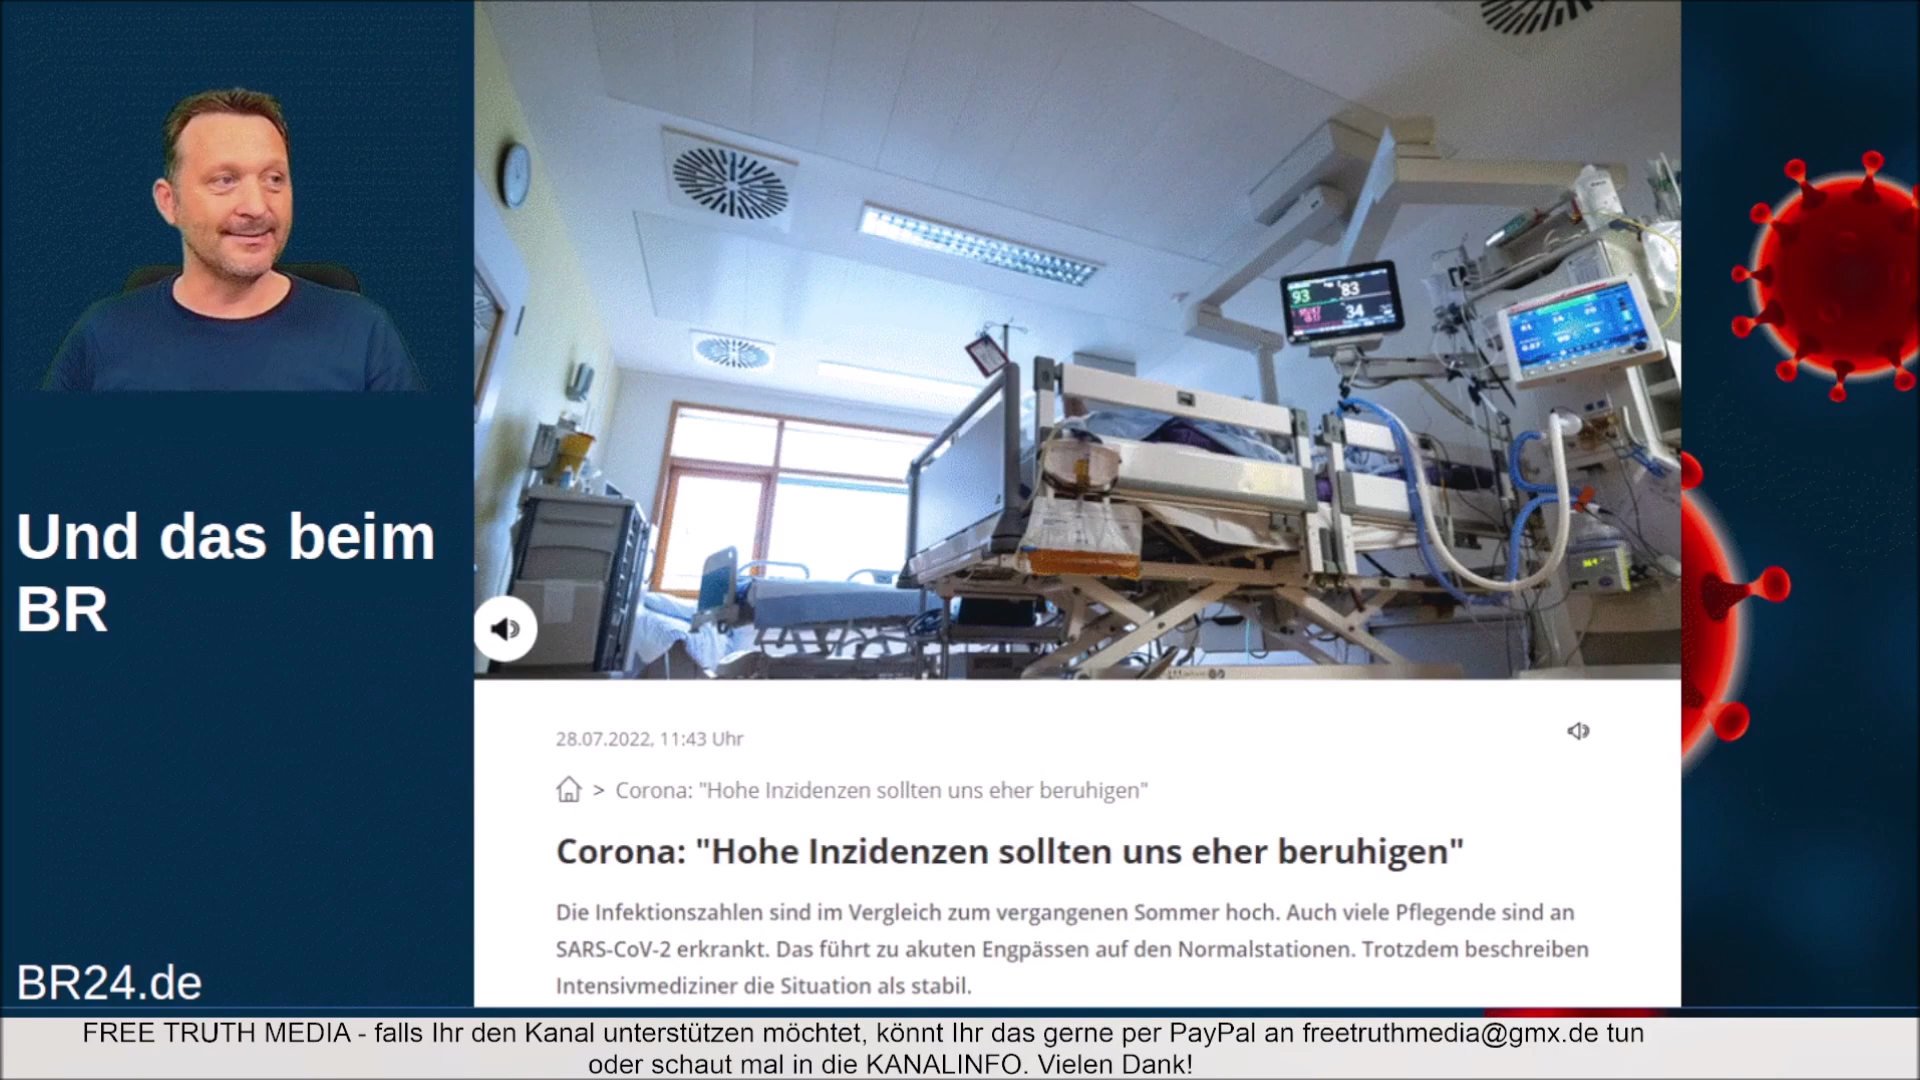 Und das beim
BR
BR24.de
93
83
34
28.07.2022, 11:43 Uhr
> Corona: "Hohe Inzidenzen sollten uns eher beruhigen"
Corona: "Hohe Inzidenzen sollten uns eher beruhigen"
Die Infektionszahlen sind im Vergleich zum vergangenen Sommer hoch. Auch viele Pflegende sind an
SARS-CoV-2 erkrankt. Das führt zu akuten Engpässen auf den Normalstationen. Trotzdem beschreiben
Intensivmediziner die Situation als stabil.
FREE TRUTH MEDIA - falls Ihr den Kanal unterstützen möchtet, könnt Ihr das gerne per PayPal an freetruthmedia@gmx.de tun
oder schaut mal in die KANALINFO. Vielen Dank!